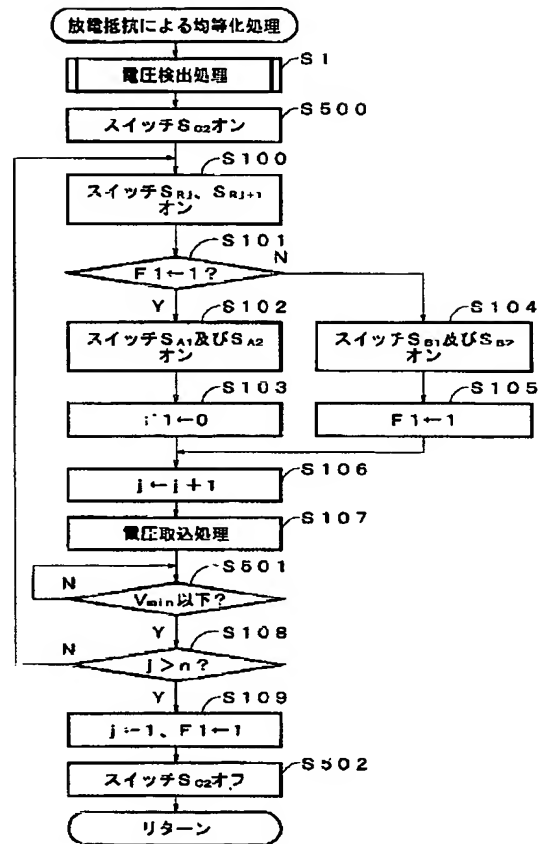 放電抵抗による均等化処理
S1
電圧検出処理
S500
スイッチSC2オン
S100
スイッチSRj、SRj+1
オン
S101
F1←1?
N
Y
S102
スイッチSA1及びSA2
オン
S104
スイッチSB1及びSB2
オン
S103
F1←0
S105
F1←1
S106
j←j+1
S107
電圧取込処理
S501
N
Vmin以下?
Y
S108
N
j>n?
Y
S109
j←1、F1←1
S502
スイッチSC2オフ
リターン